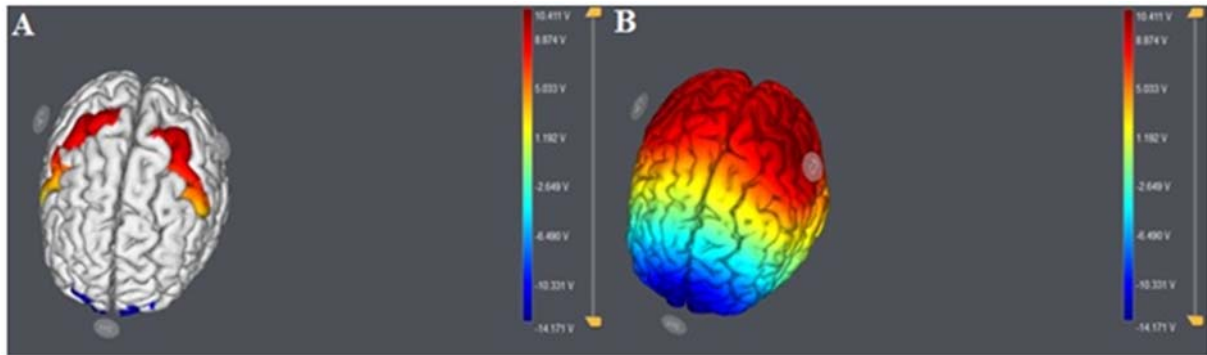 A
10.411 V
8.874 V
5.033 V
1.192 V
-2.649 V
-6.490 V
-10.331 V
-14.171 V
B
10.411 V
8.874 V
5.033 V
1.192 V
-2.649 V
-6.490 V
-10.331 V
-14.171 V